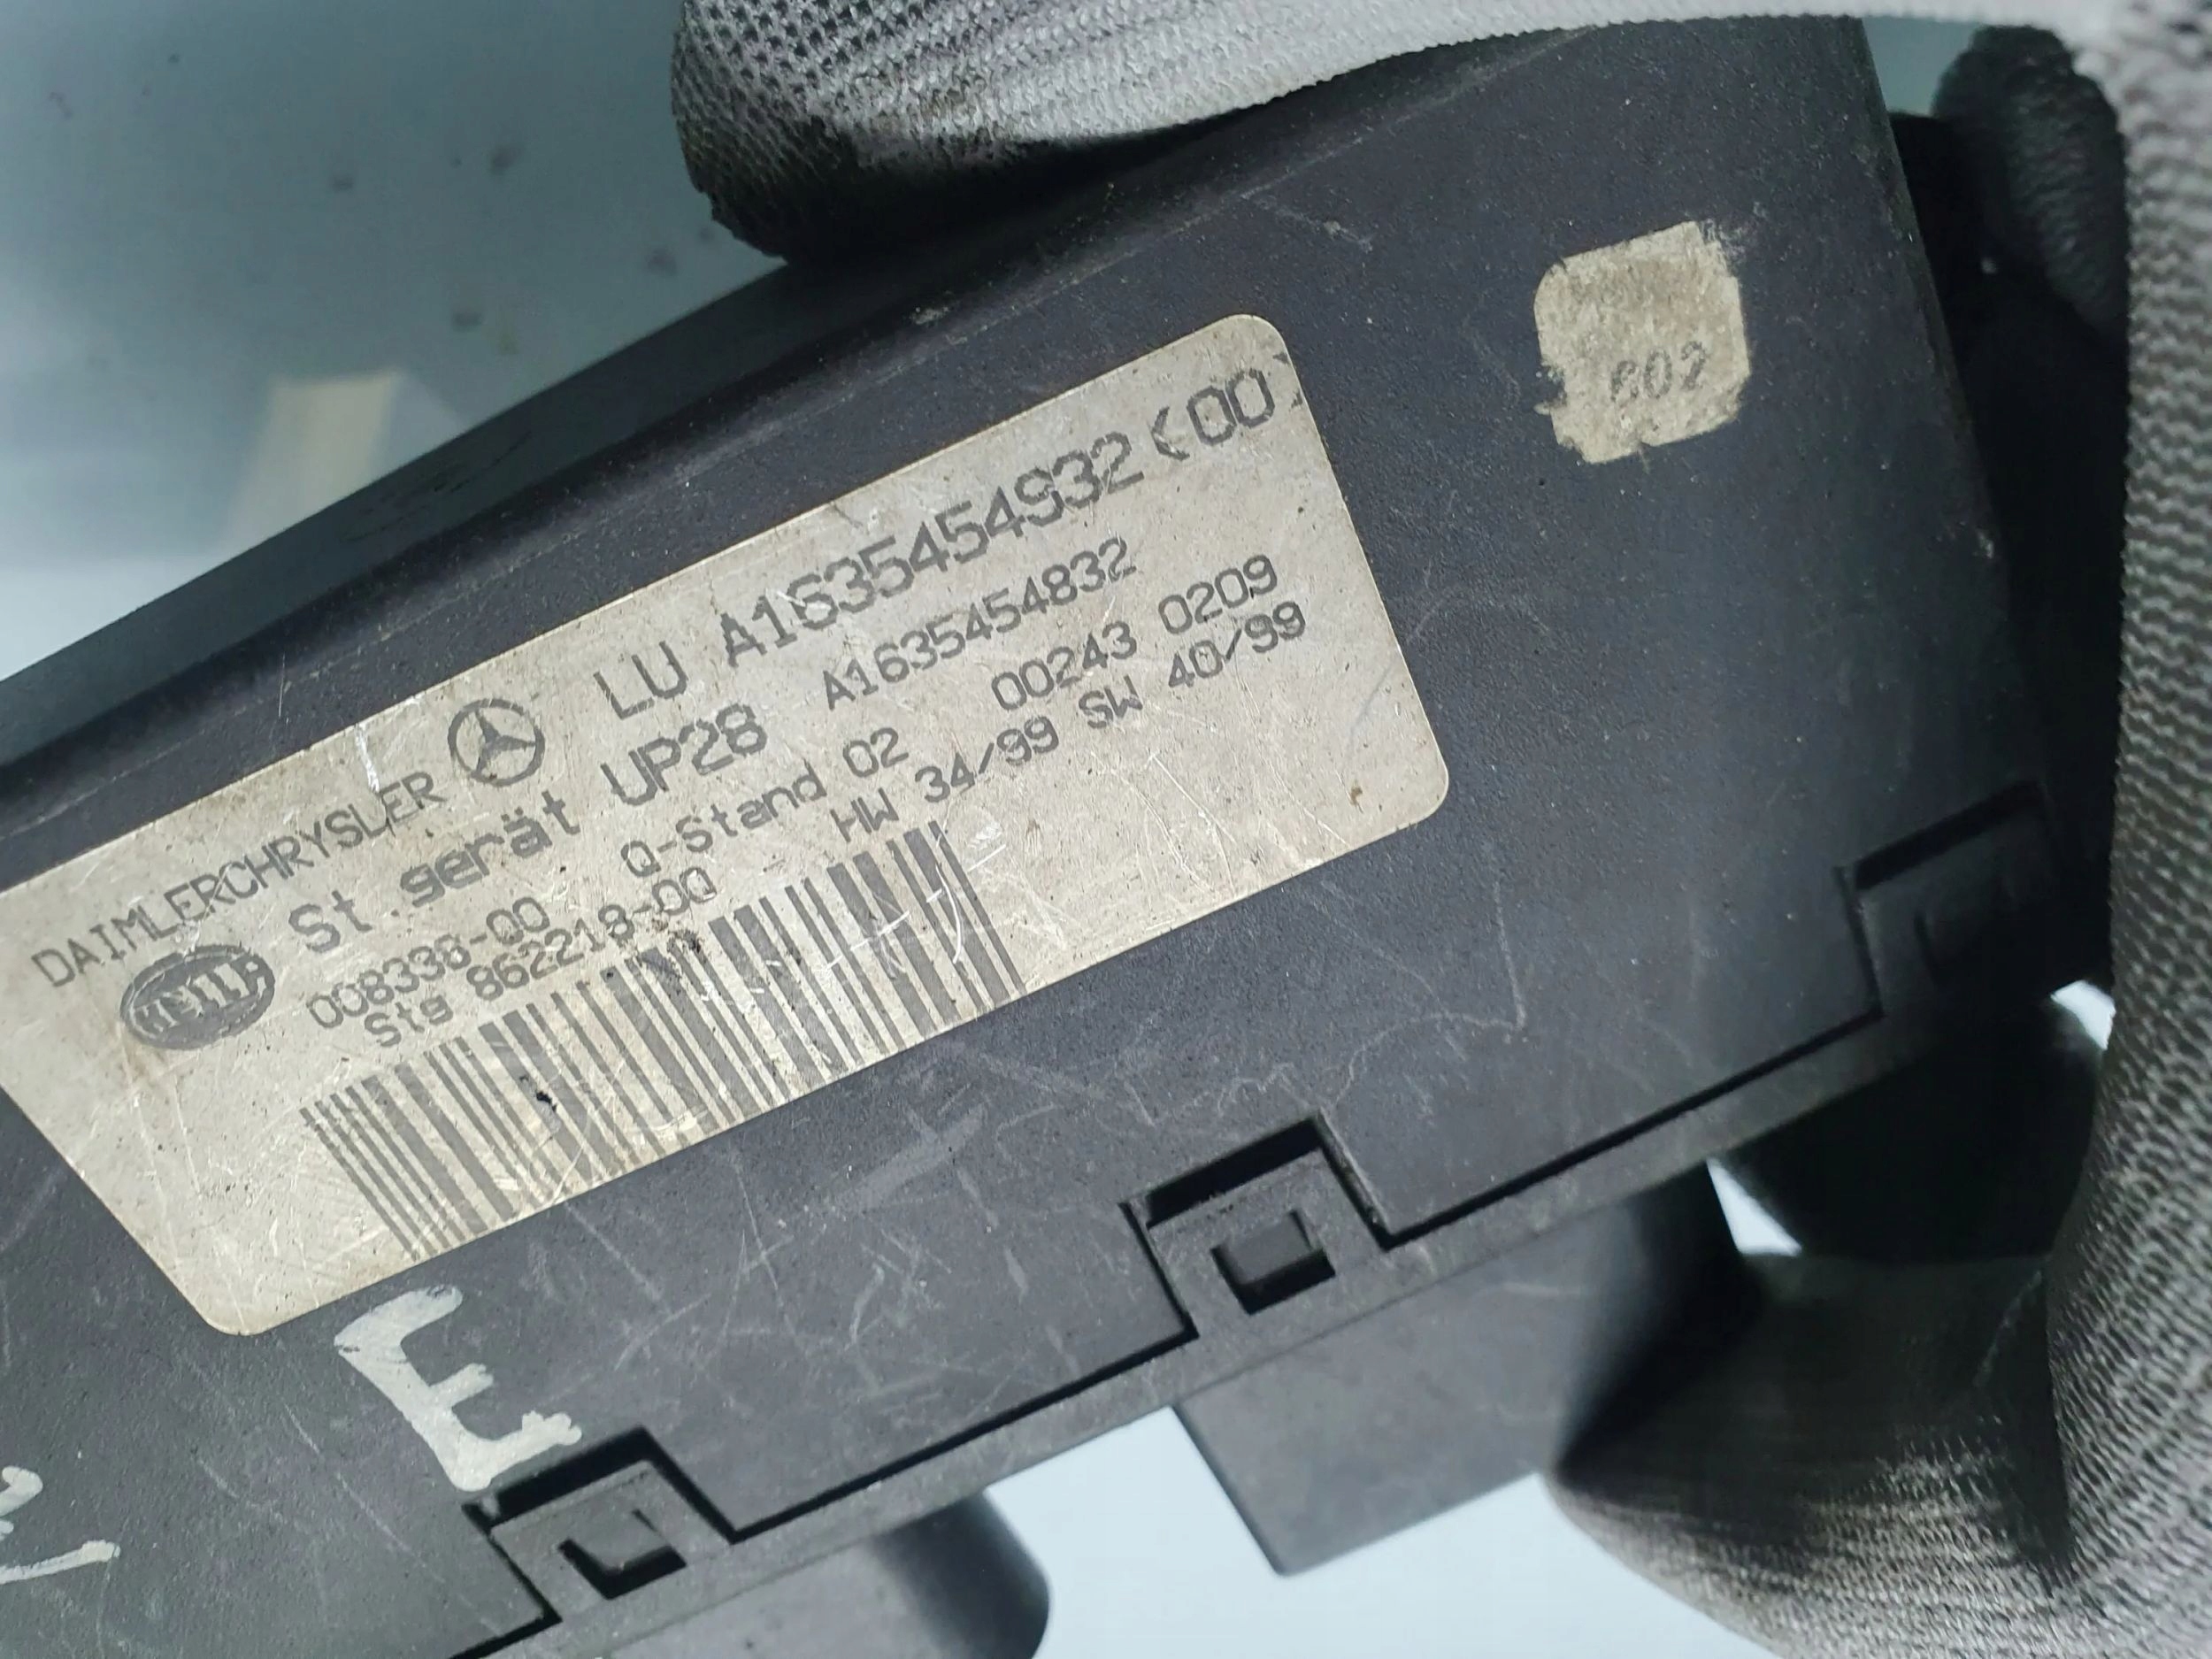 DAIMLERCHRYSLER LU A1635454932 (00)
HELLA St.gerät UP28 A1635454832
008338-00 Q-Stand 02 00243 0209
Stg 862218-00 HW 34/99 SW 40/99
602
E